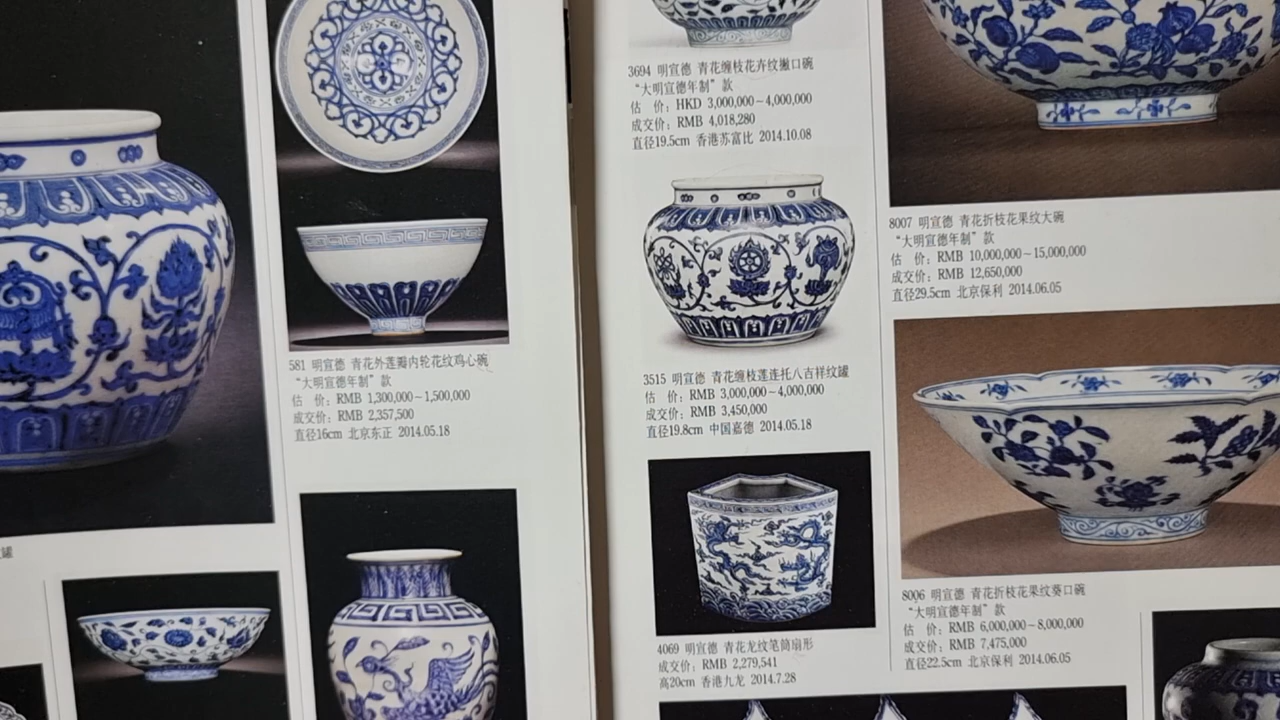 罐
581 明宣德 青花外莲瓣内轮花纹鸡心碗
“大明宣德年制”款
估 价：RMB 1,300,000~1,500,000
成交价：RMB 2,357,500
直径16cm 北京东正 2014.05.18
3694 明宣德 青花缠枝花卉纹撇口碗
“大明宣德年制”款
估 价：HKD 3,000,000~4,000,000
成交价：RMB 4,018,280
直径19.5cm 香港苏富比 2014.10.08
3515 明宣德 青花缠枝莲连托八吉祥纹罐
估 价：RMB 3,000,000~4,000,000
成交价：RMB 3,450,000
直径19.8cm 中国嘉德 2014.05.18
4069 明宣德 青花龙纹笔筒扇形
成交价：RMB 2,279,541
高20cm 香港九龙 2014.7.28
8007 明宣德 青花折枝花果纹大碗
“大明宣德年制”款
估 价：RMB 10,000,000~15,000,000
成交价：RMB 12,650,000
直径29.5cm 北京保利 2014.06.05
8006 明宣德 青花折枝花果纹葵口碗
“大明宣德年制”款
估 价：RMB 6,000,000~8,000,000
成交价：RMB 7,475,000
直径22.5cm 北京保利 2014.06.05